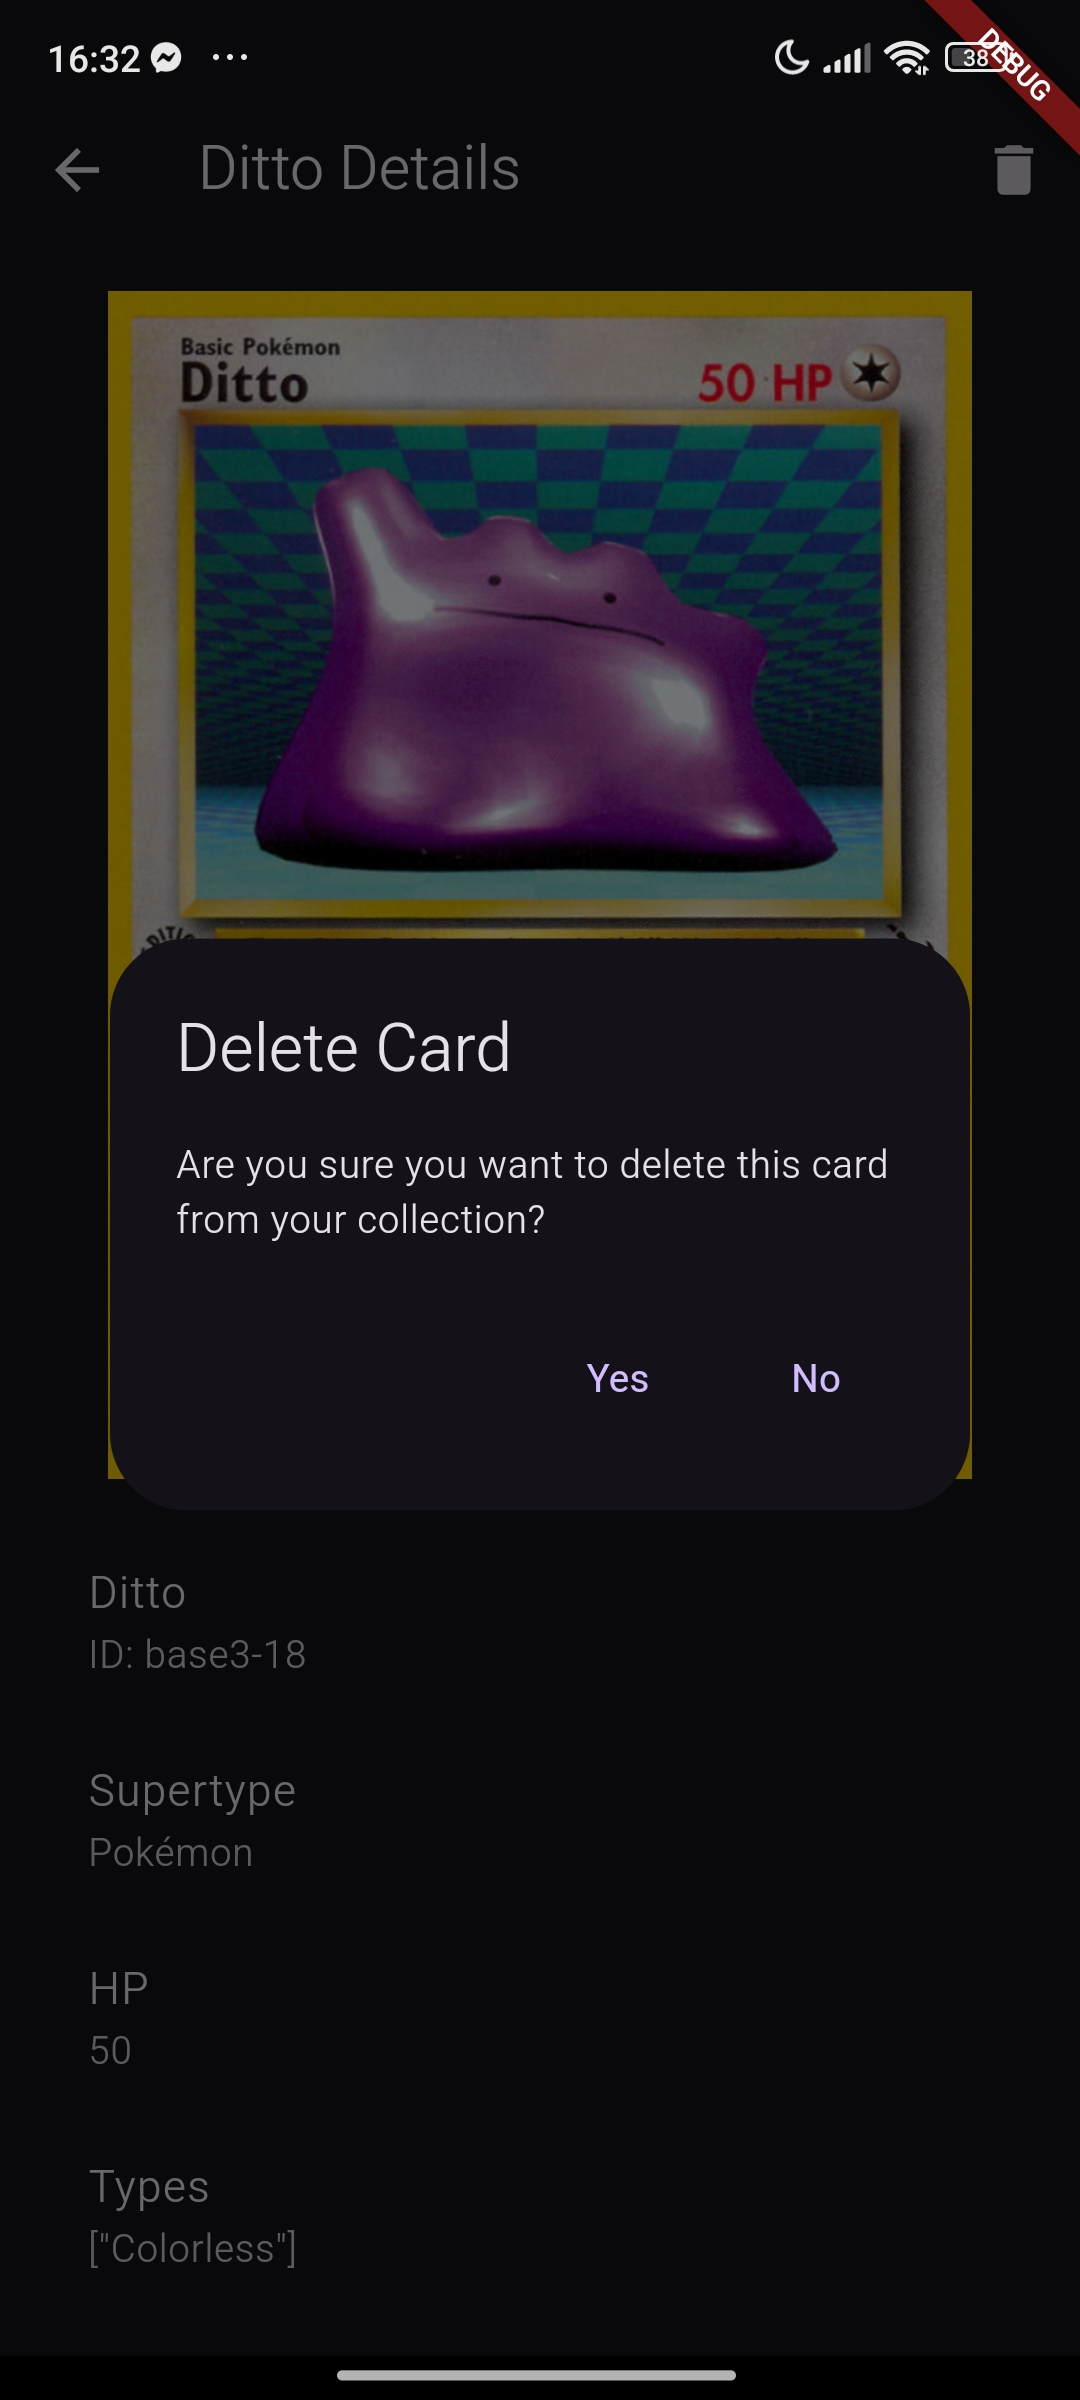 16:32
38
DEBUG
Ditto Details
Basic Pokémon
Ditto
50 HP
Delete Card
Are you sure you want to delete this card
from your collection?
Yes
No
Ditto
ID: base3-18
Supertype
Pokémon
HP
50
Types
["Colorless"]